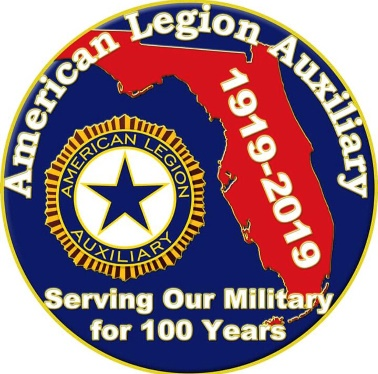 American Legion Auxiliary
1919-2019
AMERICAN LEGION
AUXILIARY
Serving Our Military
for 100 Years